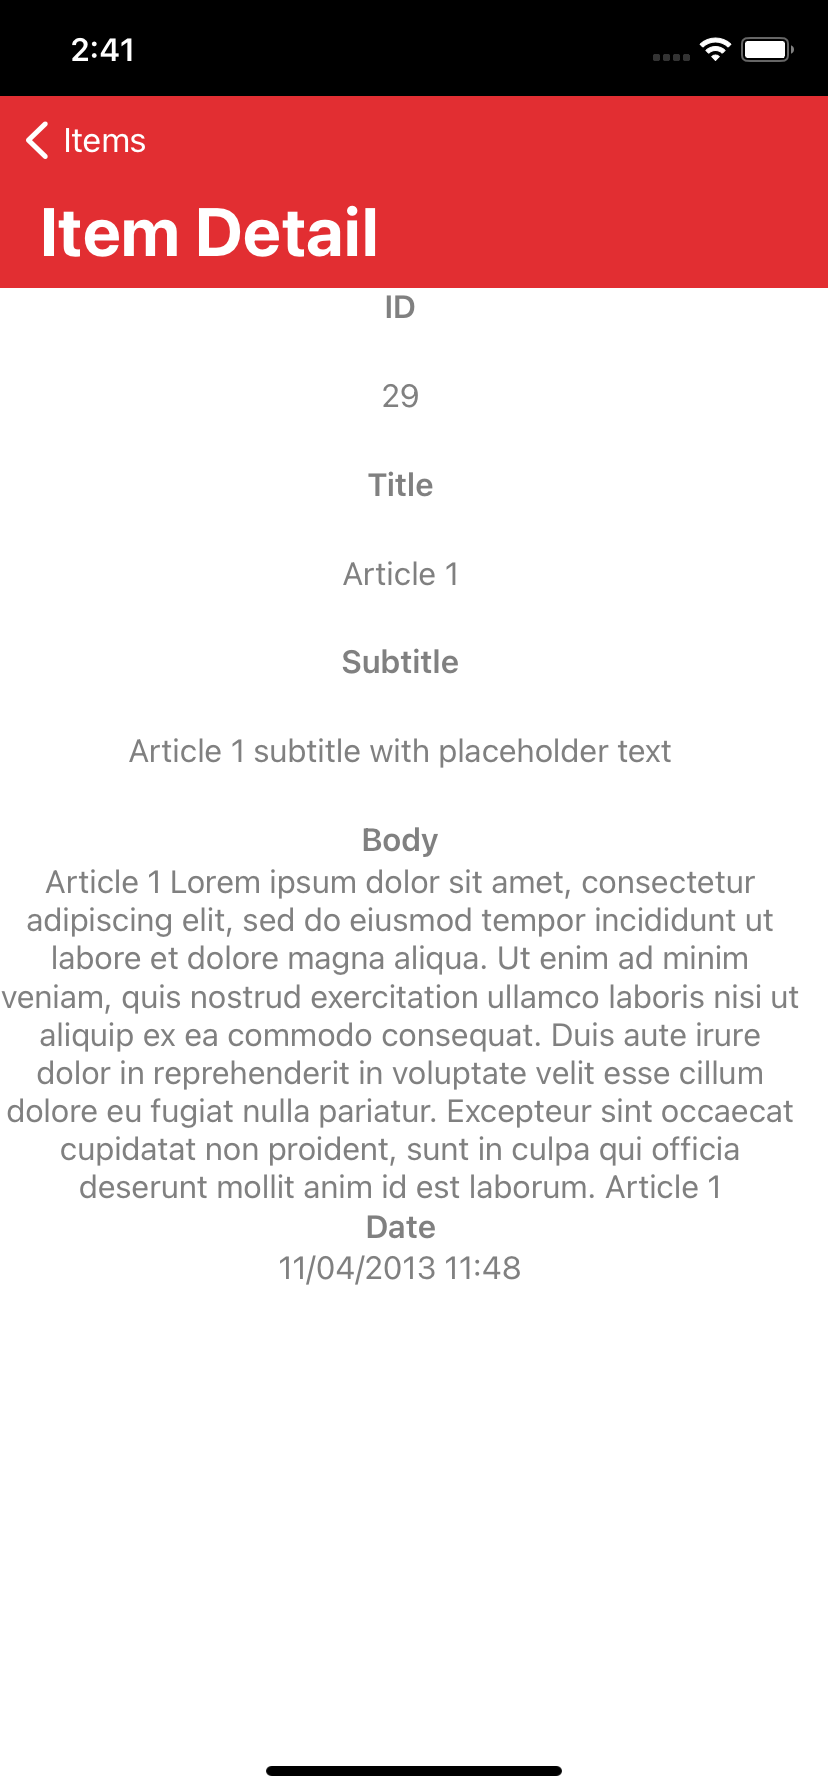 2:41
Items
Item Detail
ID
29
Title
Article 1
Subtitle
Article 1 subtitle with placeholder text
Body
Article 1 Lorem ipsum dolor sit amet, consectetur
adipiscing elit, sed do eiusmod tempor incididunt ut
labore et dolore magna aliqua. Ut enim ad minim
veniam, quis nostrud exercitation ullamco laboris nisi ut
aliquip ex ea commodo consequat. Duis aute irure
dolor in reprehenderit in voluptate velit esse cillum
dolore eu fugiat nulla pariatur. Excepteur sint occaecat
cupidatat non proident, sunt in culpa qui officia
deserunt mollit anim id est laborum. Article 1
Date
11/04/2013 11:48